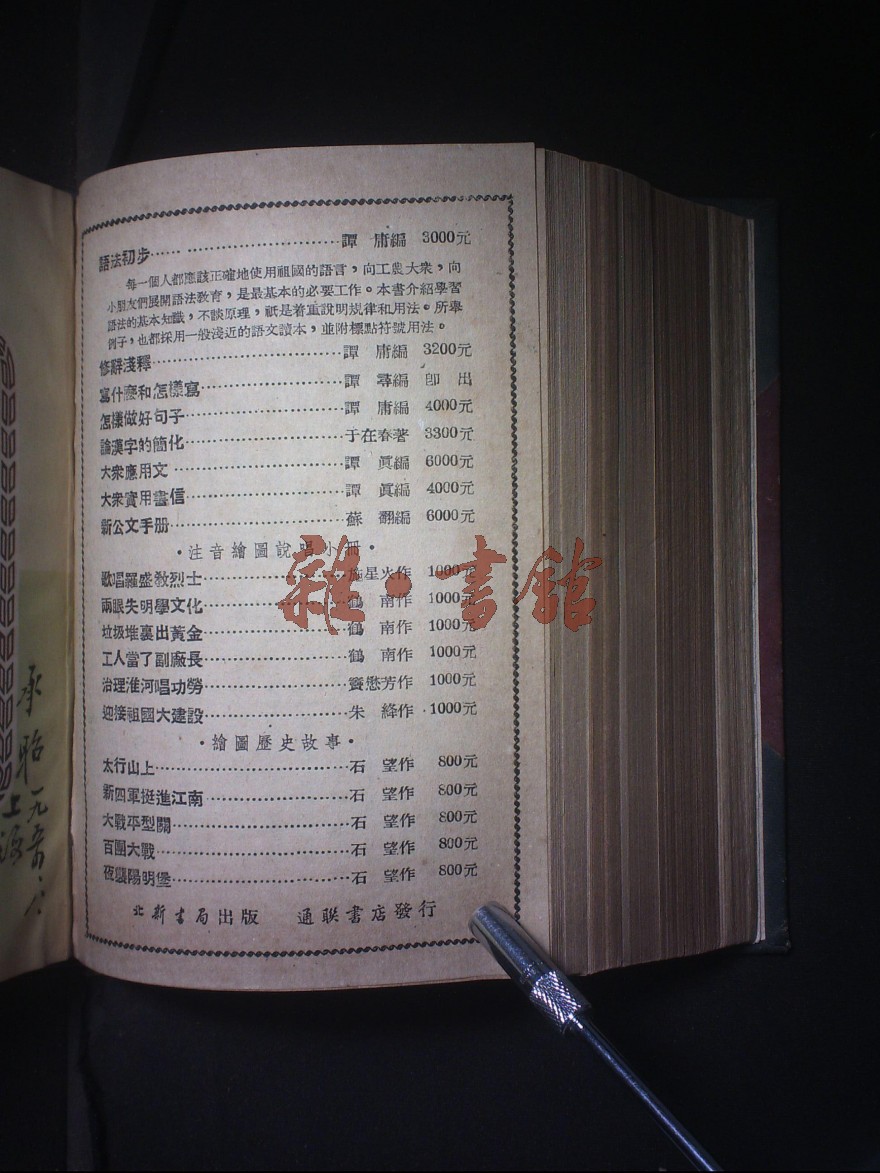 語法初步……………………譚　庸編　3000元
每一個人都應該正確地使用祖國的語言，向工農大衆，向
小朋友們展開語法教育，是最基本的必要工作。本書介紹學習
語法的基本知識，不談原理，祇是着重說明規律和用法。所舉
例子，也都採用一般淺近的語文讀本，並附標點符號用法。
修辭淺釋……………………譚　庸編　3200元
寫什麽和怎樣寫……………………譚　尋編　卽　出
怎樣做好句子……………………譚　庸編　4000元
論漢字的簡化……………………于在春著　3300元
大衆應用文……………………譚　眞編　6000元
大衆實用書信……………………譚　眞編　4000元
新公文手册……………………蘇　翻編　6000元
·注音繪圖說唱小冊·
歌唱羅盛教烈士……………………施星火作　1000元
兩眼失明學文化……………………鶴　南作　1000元
垃圾堆裏出黃金……………………鶴　南作　1000元
工人當了副廠長……………………鶴　南作　1000元
治理淮河唱功勞……………………竇懋芳作　1000元
迎接祖國大建設……………………朱　絳作　1000元
·繪圖歷史故事·
太行山上……………………石　望作　800元
新四軍挺進江南……………………石　望作　800元
大戰平型關……………………石　望作　800元
百團大戰……………………石　望作　800元
夜襲陽明堡……………………石　望作　800元
北新書局出版　通聯書店發行
雜·書館
上海